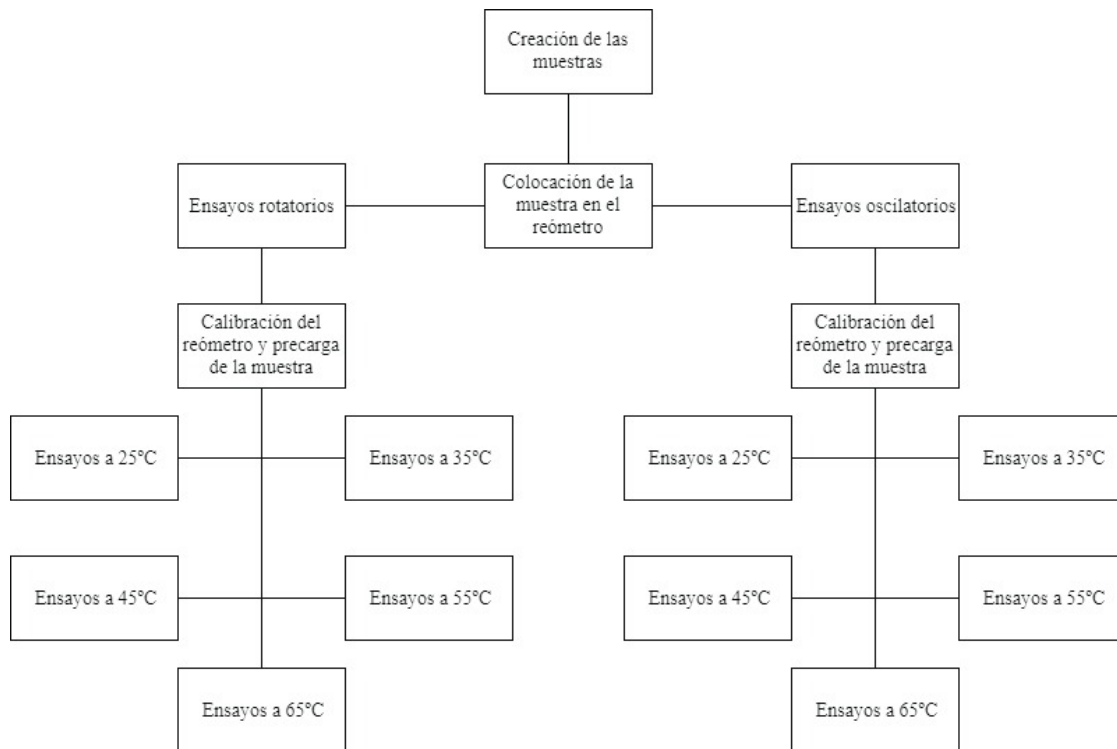 Creación de las
muestras
Ensayos rotatorios
Colocación de la
muestra en el
reómetro
Ensayos oscilatorios
Calibración del
reómetro y precarga
de la muestra
Calibración del
reómetro y precarga
de la muestra
Ensayos a 25°C
Ensayos a 35°C
Ensayos a 25°C
Ensayos a 35°C
Ensayos a 45°C
Ensayos a 55°C
Ensayos a 45°C
Ensayos a 55°C
Ensayos a 65°C
Ensayos a 65°C